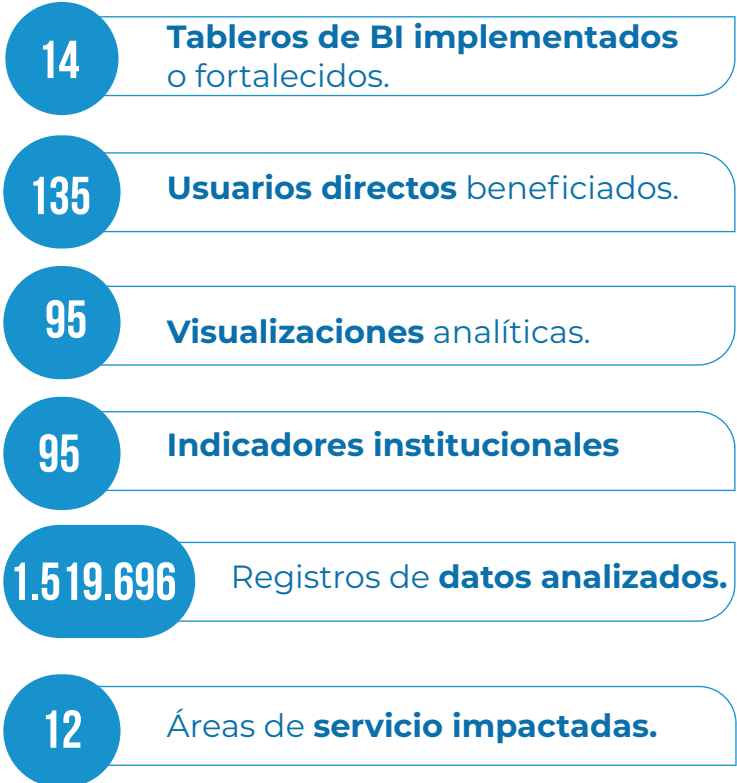 14
Tableros de BI implementados
o fortalecidos.
135
Usuarios directos beneficiados.
95
Visualizaciones analíticas.
95
Indicadores institucionales
1.519.696
Registros de datos analizados.
12
Áreas de servicio impactadas.